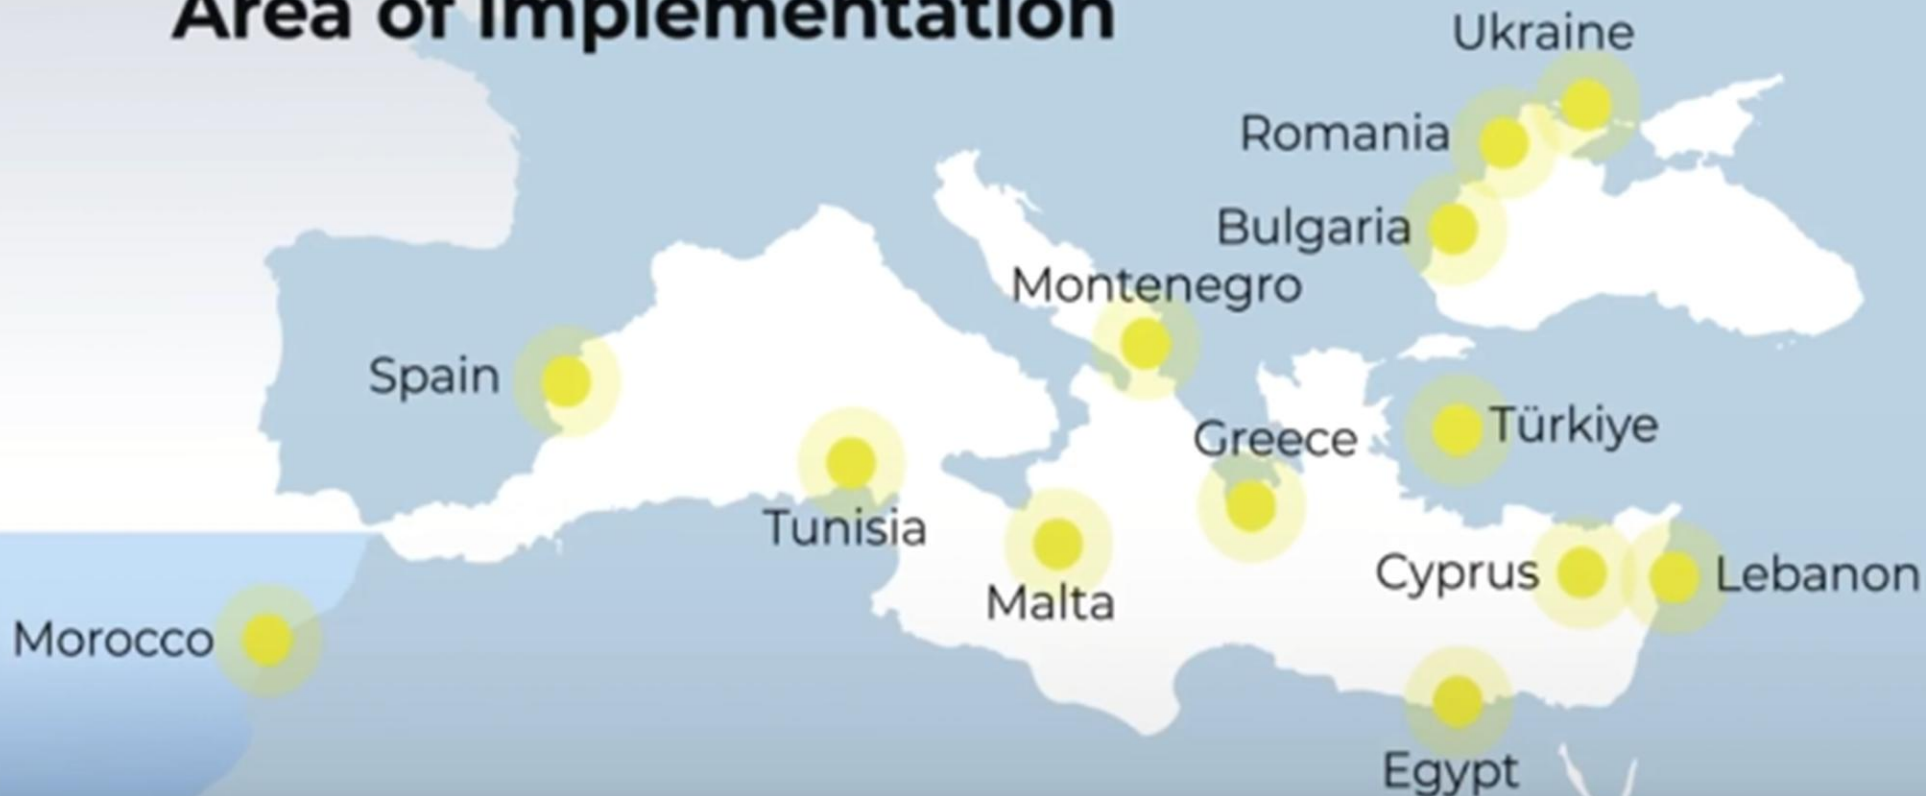 Area of Implementation
Ukraine
Romania
Bulgaria
Montenegro
Spain
Türkiye
Greece
Tunisia
Cyprus
Lebanon
Malta
Morocco
Egypt